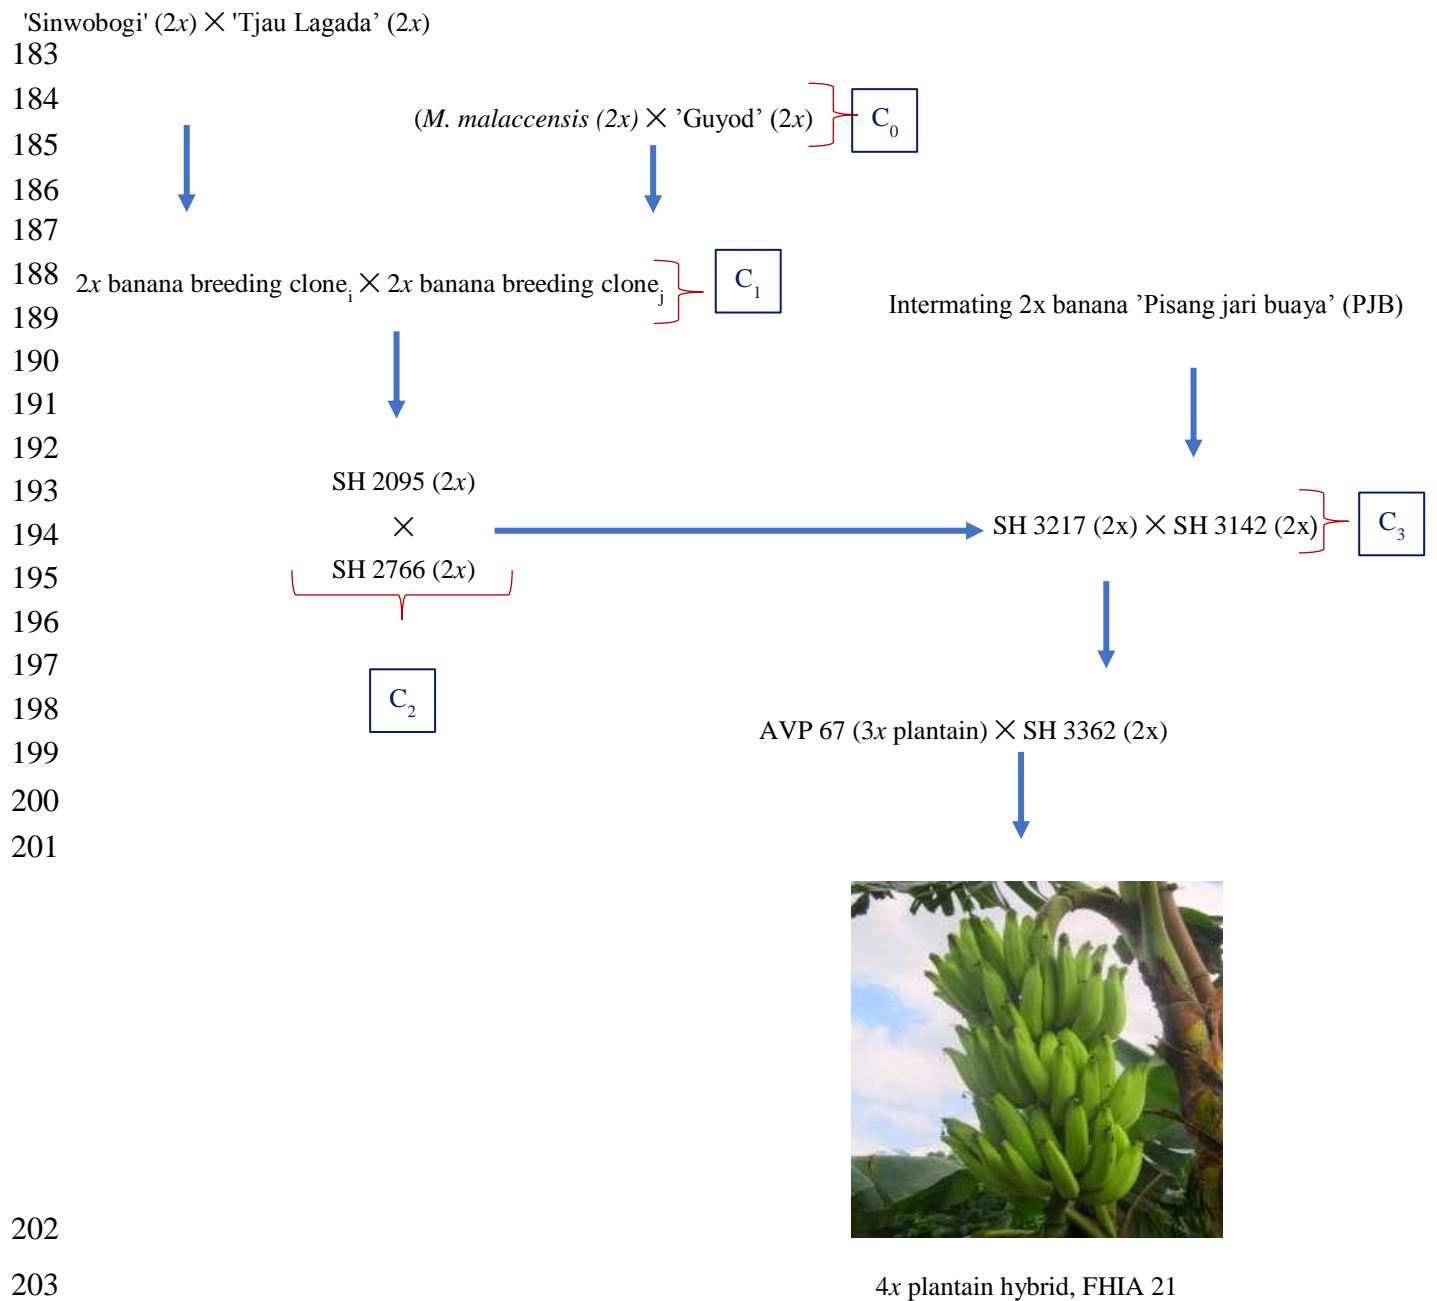 'Sinwobogi' (2x) × 'Tjau Lagada’ (2x)
183
184
(M. malaccensis (2x) × ’Guyod’ (2x)
C0
185
186
187
188
2x banana breeding clonei × 2x banana breeding clonej
C1
Intermating 2x banana ’Pisang jari buaya’ (PJB)
189
190
191
192
193
SH 2095 (2x)
194
×
SH 3217 (2x) × SH 3142 (2x)
C3
195
SH 2766 (2x)
196
197
198
C2
AVP 67 (3x plantain) × SH 3362 (2x)
199
200
201
202
203
4x plantain hybrid, FHIA 21